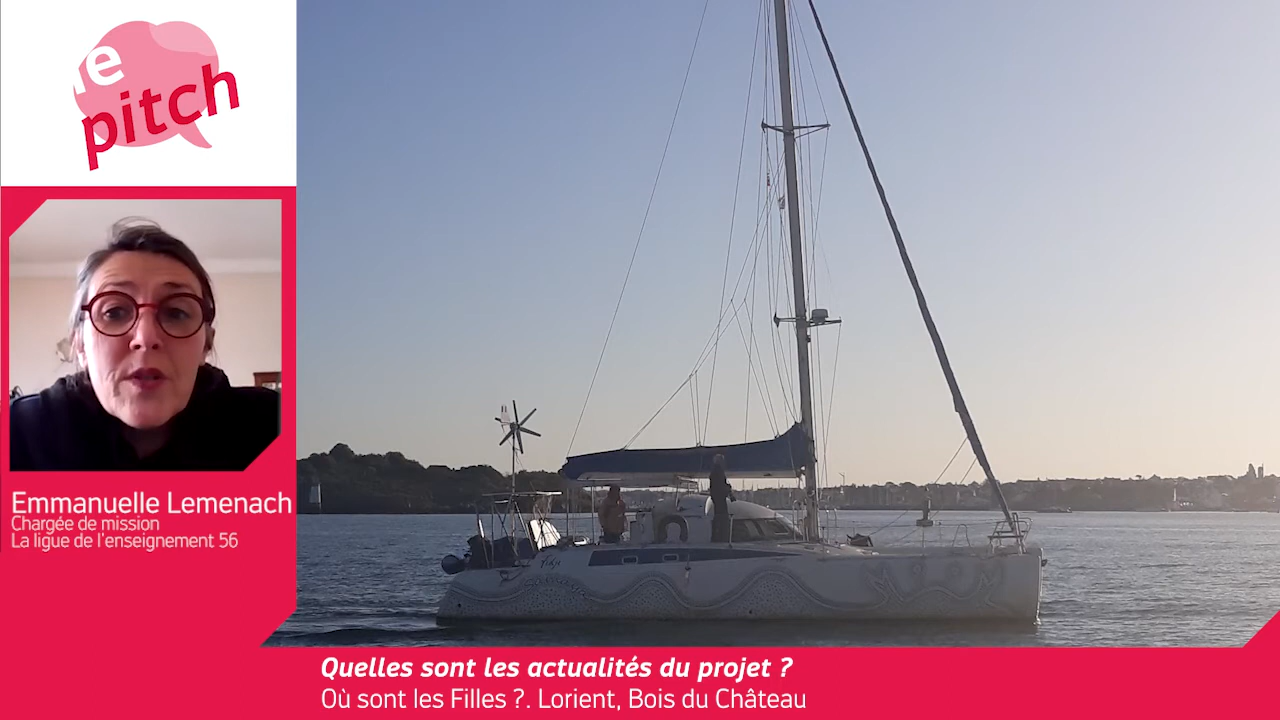 le
pitch
Emmanuelle Lemenach
Chargée de mission
La ligue de l'enseignement 56
Quelles sont les actualités du projet ?
Où sont les Filles ?. Lorient, Bois du Château